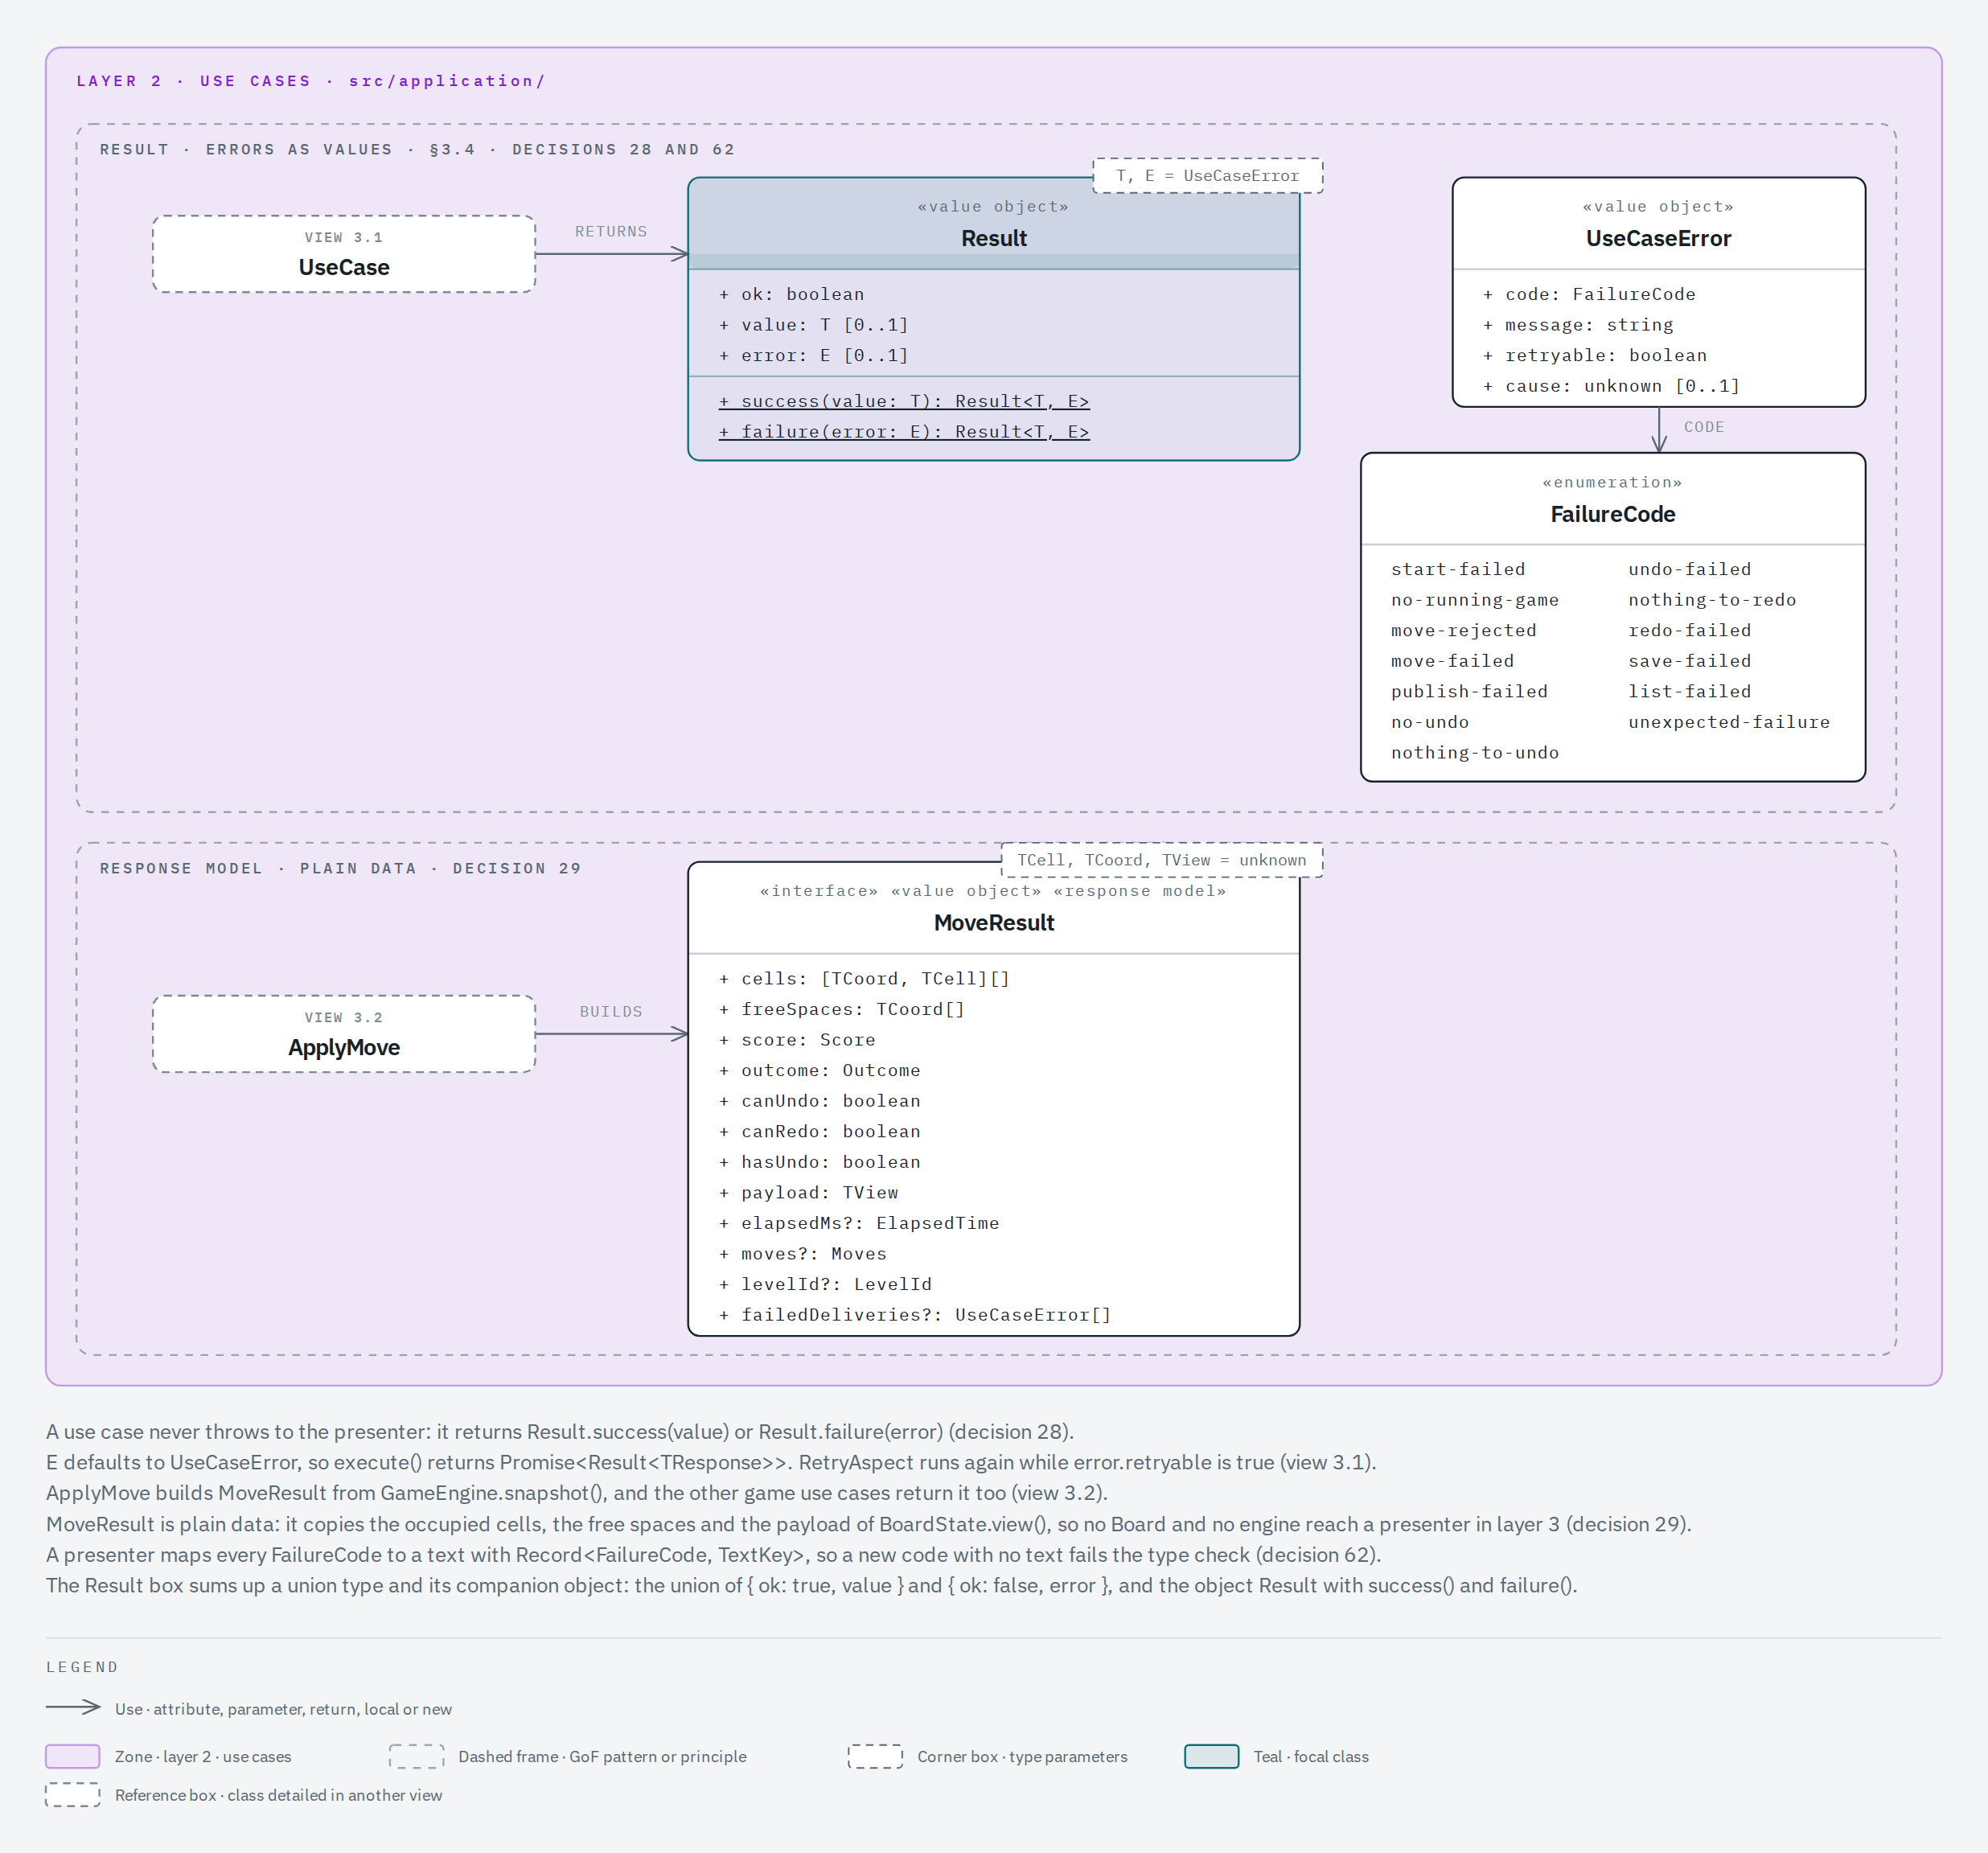 LAYER 2 · USE CASES · src/application/
RESULT · ERRORS AS VALUES · §3.4 · DECISIONS 28 AND 62
VIEW 3.1
UseCase
RETURNS
T, E = UseCaseError
«value object»
Result
+ ok: boolean
+ value: T [0..1]
+ error: E [0..1]
+ success(value: T): Result<T, E>
+ failure(error: E): Result<T, E>
«value object»
UseCaseError
+ code: FailureCode
+ message: string
+ retryable: boolean
+ cause: unknown [0..1]
CODE
«enumeration»
FailureCode
start-failed
no-running-game
move-rejected
move-failed
publish-failed
no-undo
nothing-to-undo
undo-failed
nothing-to-redo
redo-failed
save-failed
list-failed
unexpected-failure
RESPONSE MODEL · PLAIN DATA · DECISION 29
VIEW 3.2
ApplyMove
BUILDS
TCell, TCoord, TView = unknown
«interface» «value object» «response model»
MoveResult
+ cells: [TCoord, TCell][]
+ freeSpaces: TCoord[]
+ score: Score
+ outcome: Outcome
+ canUndo: boolean
+ canRedo: boolean
+ hasUndo: boolean
+ payload: TView
+ elapsedMs?: ElapsedTime
+ moves?: Moves
+ levelId?: LevelId
+ failedDeliveries?: UseCaseError[]
A use case never throws to the presenter: it returns Result.success(value) or Result.failure(error) (decision 28).
E defaults to UseCaseError, so execute() returns Promise<Result<TResponse>>. RetryAspect runs again while error.retryable is true (view 3.1).
ApplyMove builds MoveResult from GameEngine.snapshot(), and the other game use cases return it too (view 3.2).
MoveResult is plain data: it copies the occupied cells, the free spaces and the payload of BoardState.view(), so no Board and no engine reach a presenter in layer 3 (decision 29).
A presenter maps every FailureCode to a text with Record<FailureCode, TextKey>, so a new code with no text fails the type check (decision 62).
The Result box sums up a union type and its companion object: the union of { ok: true, value } and { ok: false, error }, and the object Result with success() and failure().
LEGEND
Use · attribute, parameter, return, local or new
Zone · layer 2 · use cases
Dashed frame · GoF pattern or principle
Corner box · type parameters
Teal · focal class
Reference box · class detailed in another view